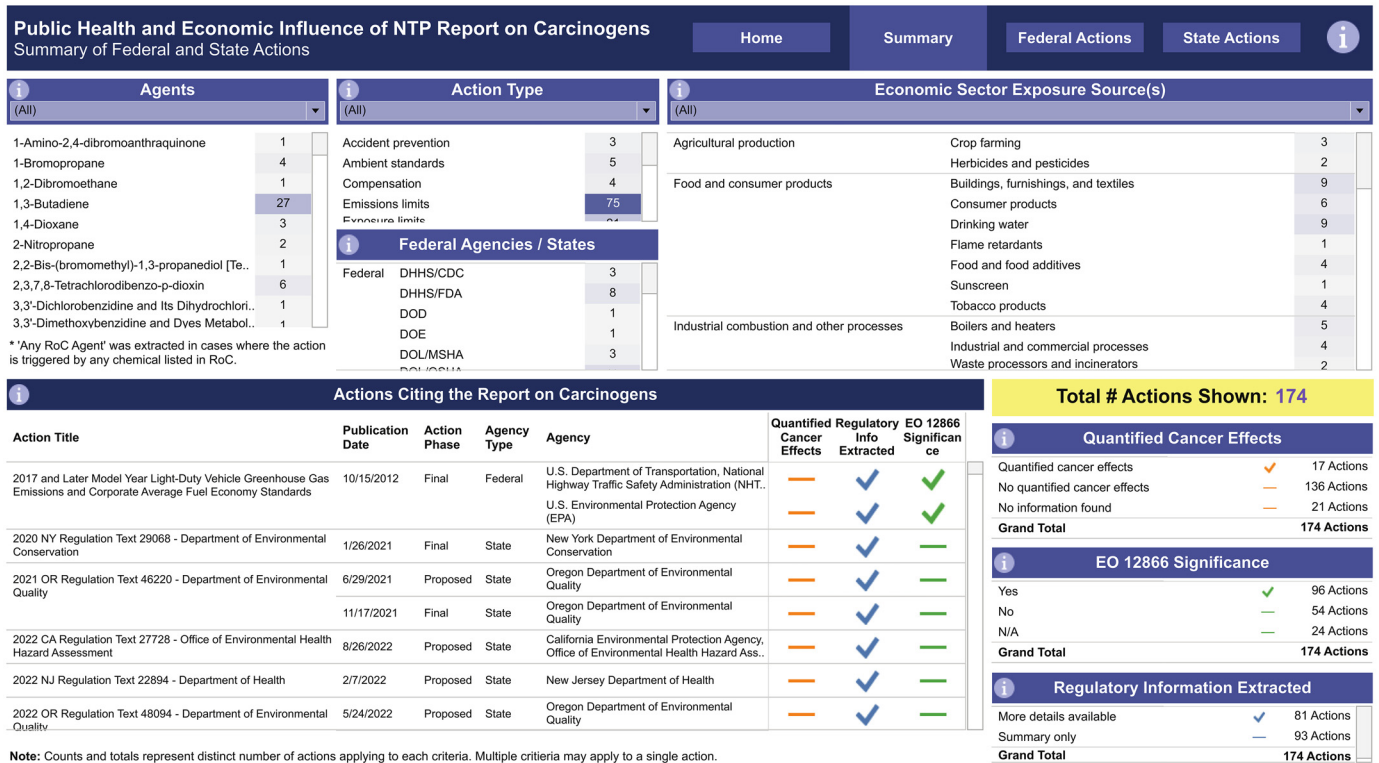 Public Health and Economic Influence of NTP Report on Carcinogens
Summary of Federal and State Actions
Home
Summary
Federal Actions
State Actions
i
i
Agents
(All)
1-Amino-2,4-dibromoanthraquinone 1
1-Bromopropane 4
1,2-Dibromoethane 1
1,3-Butadiene 27
1,4-Dioxane 3
2-Nitropropane 2
2,2-Bis-(bromomethyl)-1,3-propanediol [Te.. 1
2,3,7,8-Tetrachlorodibenzo-p-dioxin 6
3,3'-Dichlorobenzidine and Its Dihydrochlori.. 1
3,3'-Dimethoxybenzidine and Dyes Metabol.. 1
* 'Any RoC Agent' was extracted in cases where the action
is triggered by any chemical listed in RoC.
i
Action Type
(All)
Accident prevention 3
Ambient standards 5
Compensation 4
Emissions limits 75
Exposure limits
i
Federal Agencies / States
Federal DHHS/CDC 3
DHHS/FDA 8
DOD 1
DOE 1
DOL/MSHA 3
DOL/OSHA
i
Economic Sector Exposure Source(s)
(All)
Agricultural production Crop farming 3
Herbicides and pesticides 2
Food and consumer products Buildings, furnishings, and textiles 9
Consumer products 6
Drinking water 9
Flame retardants 1
Food and food additives 4
Sunscreen 1
Tobacco products 4
Industrial combustion and other processes Boilers and heaters 5
Industrial and commercial processes 4
Waste processors and incinerators 2
i
Actions Citing the Report on Carcinogens
Action Title
Publication
Date
Action
Phase
Agency
Type
Agency
Quantified
Cancer
Effects
Regulatory
Info
Extracted
EO 12866
Significan
ce
2017 and Later Model Year Light-Duty Vehicle Greenhouse Gas
Emissions and Corporate Average Fuel Economy Standards
10/15/2012 Final Federal
U.S. Department of Transportation, National
Highway Traffic Safety Administration (NHT..
U.S. Environmental Protection Agency
(EPA)
2020 NY Regulation Text 29068 - Department of Environmental
Conservation
1/26/2021 Final State
New York Department of Environmental
Conservation
2021 OR Regulation Text 46220 - Department of Environmental
Quality
6/29/2021 Proposed State
Oregon Department of Environmental
Quality
11/17/2021 Final State
Oregon Department of Environmental
Quality
2022 CA Regulation Text 27728 - Office of Environmental Health
Hazard Assessment
8/26/2022 Proposed State
California Environmental Protection Agency,
Office of Environmental Health Hazard Ass..
2022 NJ Regulation Text 22894 - Department of Health
2/7/2022 Proposed State
New Jersey Department of Health
2022 OR Regulation Text 48094 - Department of Environmental
Quality
5/24/2022 Proposed State
Oregon Department of Environmental
Quality
Note: Counts and totals represent distinct number of actions applying to each criteria. Multiple critieria may apply to a single action.
Total # Actions Shown: 174
i
Quantified Cancer Effects
Quantified cancer effects 17 Actions
No quantified cancer effects 136 Actions
No information found 21 Actions
Grand Total 174 Actions
i
EO 12866 Significance
Yes 96 Actions
No 54 Actions
N/A 24 Actions
Grand Total 174 Actions
i
Regulatory Information Extracted
More details available 81 Actions
Summary only 93 Actions
Grand Total 174 Actions